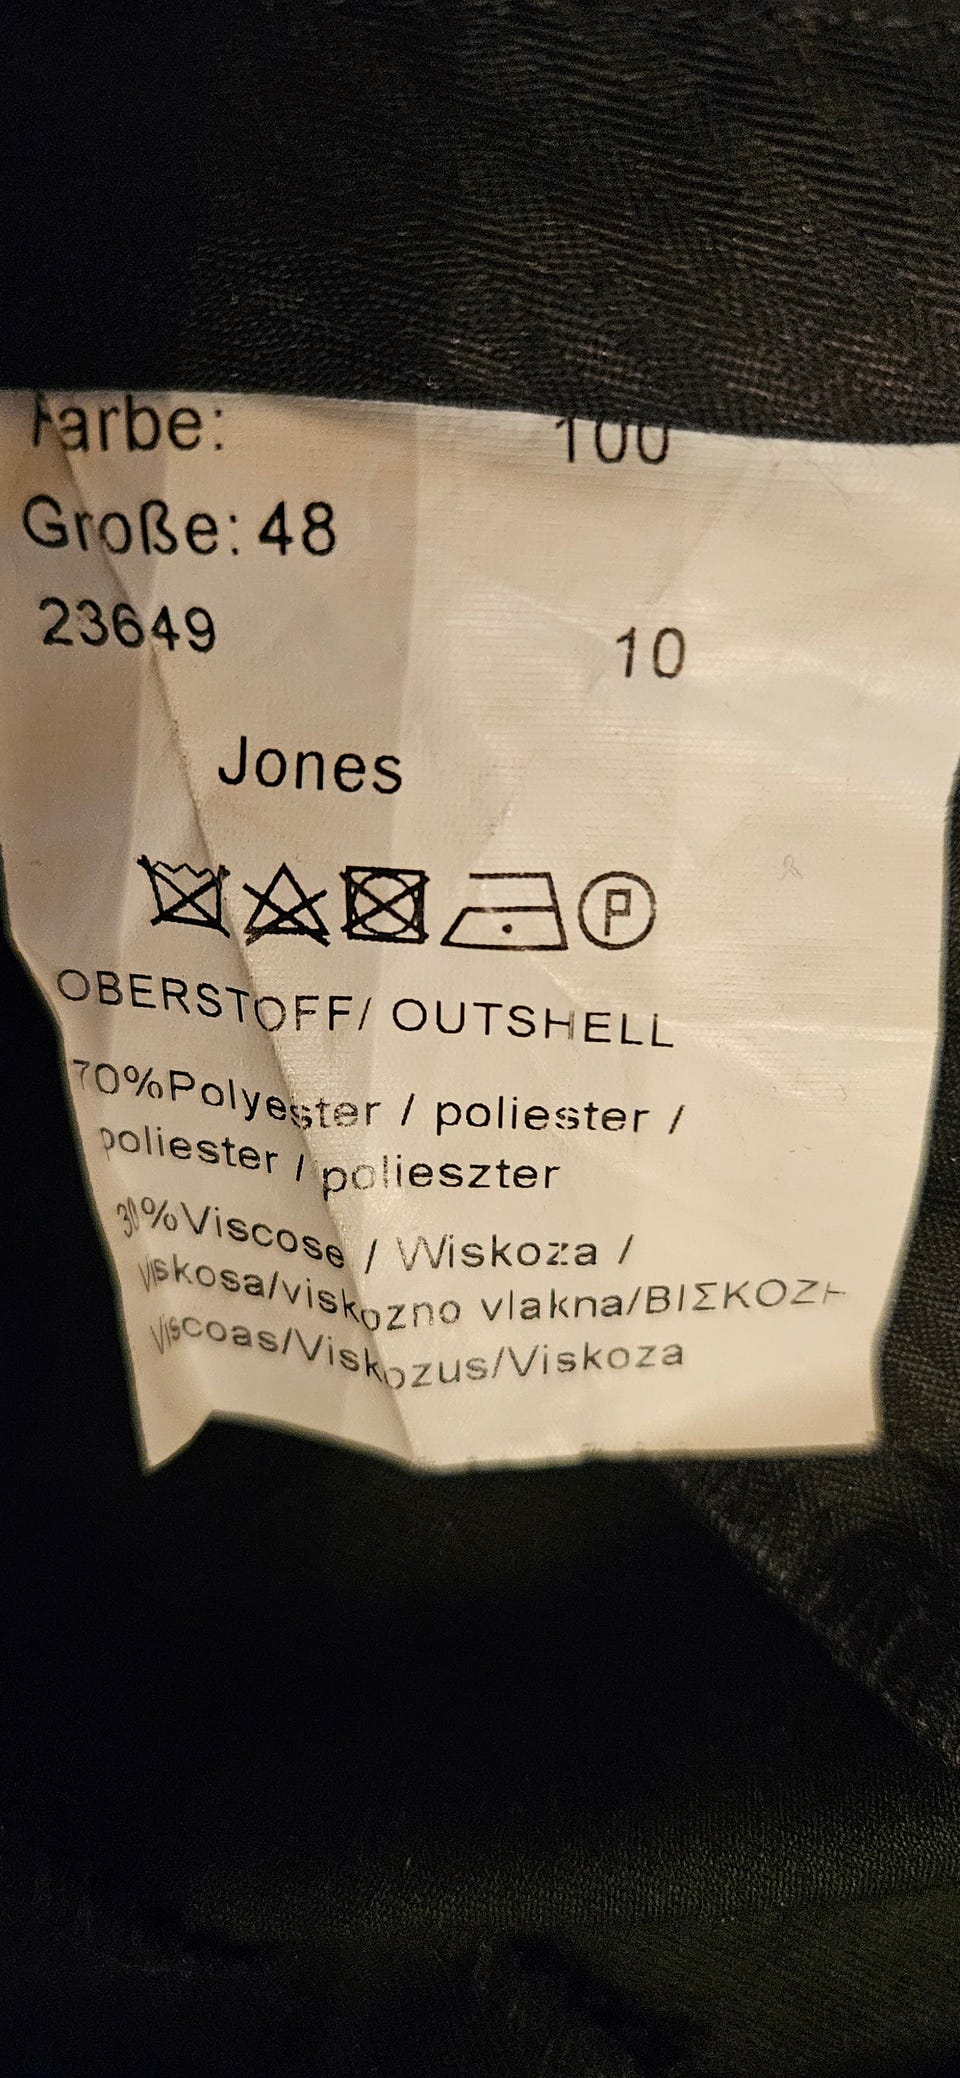 Farbe: 100
Große: 48
23649 10
Jones
P
OBERSTOFF/ OUTSHELL
70%Polyester / poliester /
poliester / polieszter
30%Viscose / Wiskoza /
viskosa/viskozno vlakna/ΒΙΣΚΟΖΗ
Viscoas/Viskozus/Viskoza